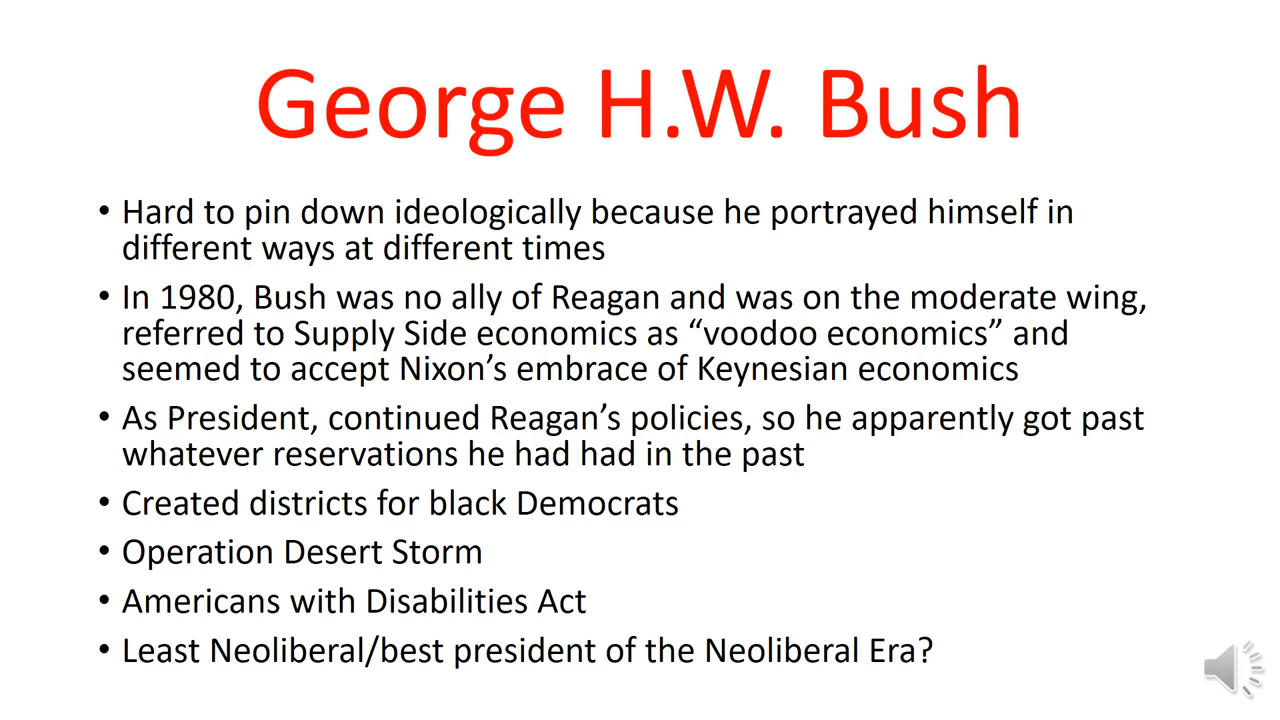 George H.W. Bush
• Hard to pin down ideologically because he portrayed himself in
different ways at different times
• In 1980, Bush was no ally of Reagan and was on the moderate wing,
referred to Supply Side economics as “voodoo economics” and
seemed to accept Nixon’s embrace of Keynesian economics
• As President, continued Reagan’s policies, so he apparently got past
whatever reservations he had had in the past
• Created districts for black Democrats
• Operation Desert Storm
• Americans with Disabilities Act
• Least Neoliberal/best president of the Neoliberal Era?